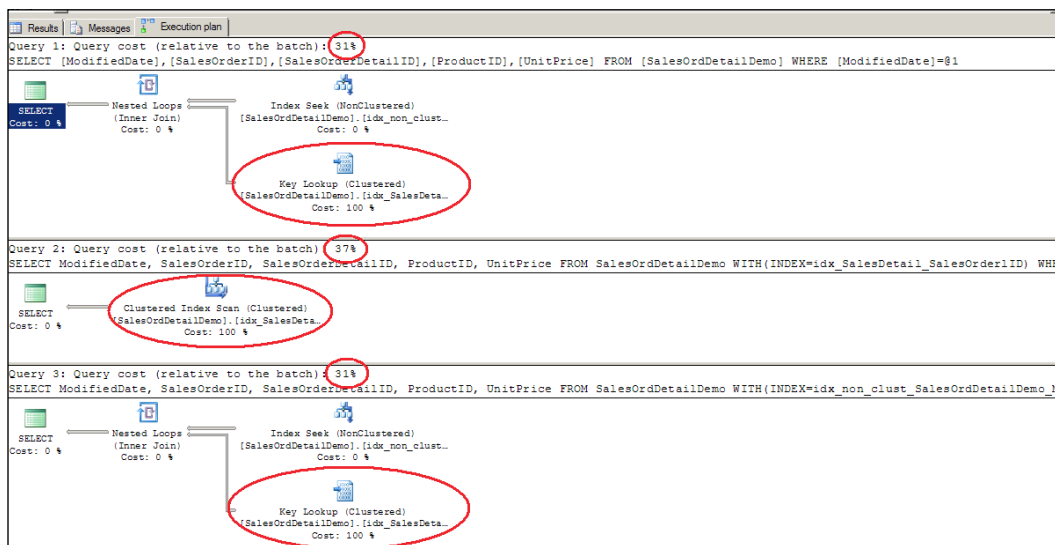 Results Messages Execution plan
Query 1: Query cost (relative to the batch): 31%
SELECT [ModifiedDate],[SalesOrderID],[SalesOrderDetailID],[ProductID],[UnitPrice] FROM [SalesOrdDetailDemo] WHERE [ModifiedDate]=@1
SELECT
Cost: 0 %
Nested Loops
(Inner Join)
Cost: 0 %
Index Seek (NonClustered)
[SalesOrdDetailDemo].[idx_non_clust…
Cost: 0 %
Key Lookup (Clustered)
[SalesOrdDetailDemo].[idx_SalesDeta…
Cost: 100 %
Query 2: Query cost (relative to the batch) 37%
SELECT ModifiedDate, SalesOrderID, SalesOrderDetailID, ProductID, UnitPrice FROM SalesOrdDetailDemo WITH(INDEX=idx_SalesDetail_SalesOrderlID) WHE
SELECT
Cost: 0 %
Clustered Index Scan (Clustered)
[SalesOrdDetailDemo].[idx_SalesDeta…
Cost: 100 %
Query 3: Query cost (relative to the batch): 31%
SELECT ModifiedDate, SalesOrderID, SalesOrderDetailID, ProductID, UnitPrice FROM SalesOrdDetailDemo WITH(INDEX=idx_non_clust_SalesOrdDetailDemo_M
SELECT
Cost: 0 %
Nested Loops
(Inner Join)
Cost: 0 %
Index Seek (NonClustered)
[SalesOrdDetailDemo].[idx_non_clust…
Cost: 0 %
Key Lookup (Clustered)
[SalesOrdDetailDemo].[idx_SalesDeta…
Cost: 100 %